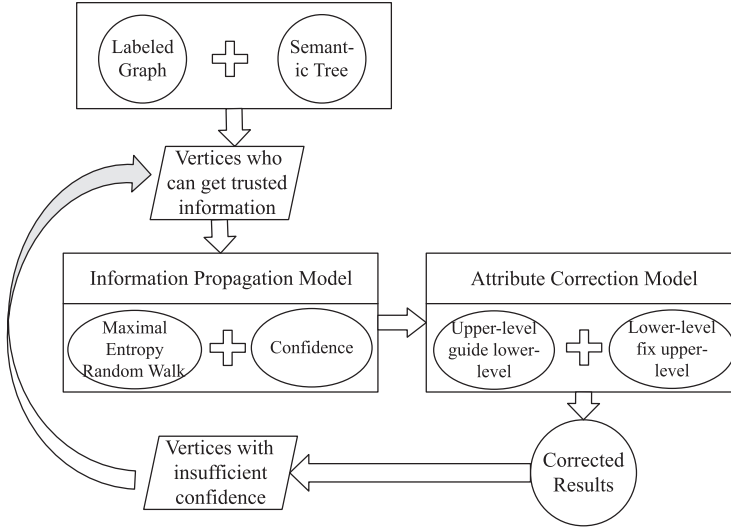 Labeled
Graph
Semant-
ic Tree
Vertices who
can get trusted
information
Information Propagation Model
Attribute Correction Model
Maximal
Entropy
Random Walk
Confidence
Upper-level
guide lower-
level
Lower-level
fix upper-
level
Vertices with
insufficient
confidence
Corrected
Results